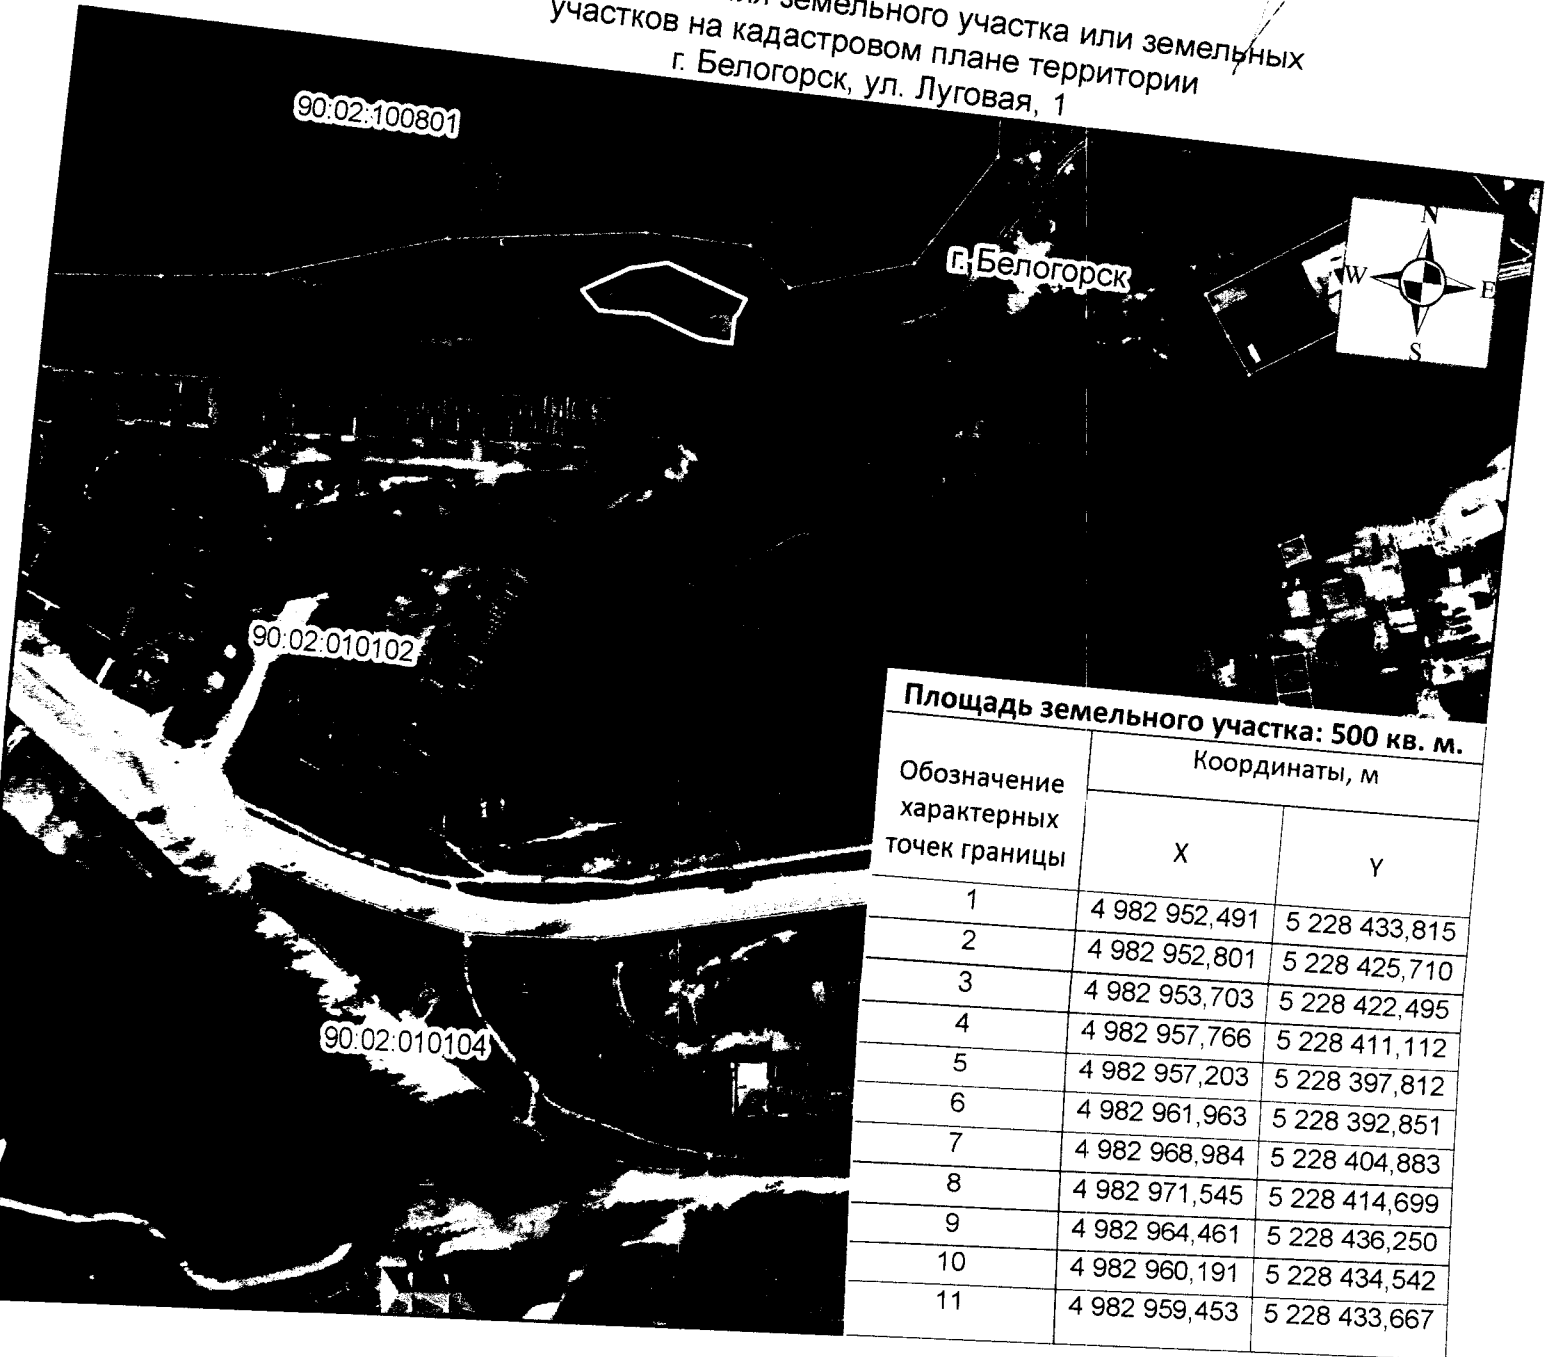 земельного участка или земельных
участков на кадастровом плане территории
г. Белогорск, ул. Луговая, 1
90:02:100801
г. Белогорск
N
W
E
S
90:02:010102
90:02:010104
Площадь земельного участка: 500 кв. м.
Обозначение характерных точек границы
Координаты, м
X
Y
1 4 982 952,491 5 228 433,815
2 4 982 952,801 5 228 425,710
3 4 982 953,703 5 228 422,495
4 4 982 957,766 5 228 411,112
5 4 982 957,203 5 228 397,812
6 4 982 961,963 5 228 392,851
7 4 982 968,984 5 228 404,883
8 4 982 971,545 5 228 414,699
9 4 982 964,461 5 228 436,250
10 4 982 960,191 5 228 434,542
11 4 982 959,453 5 228 433,667